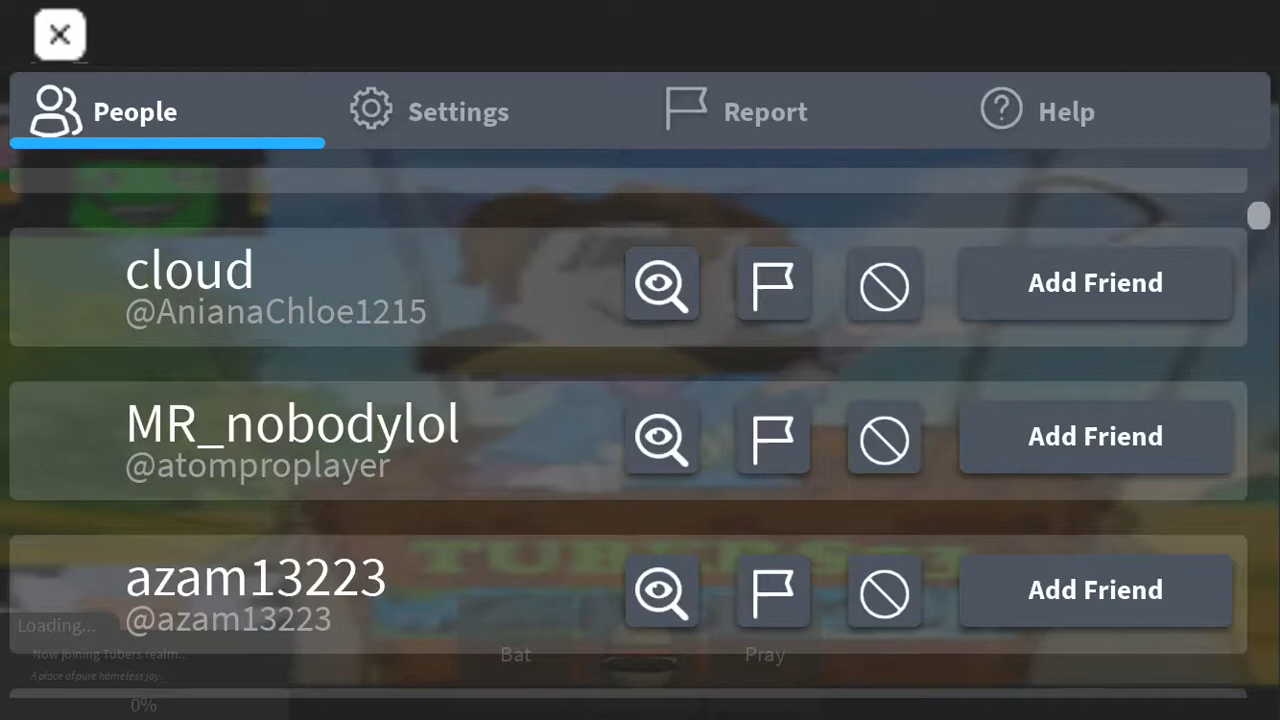 People
Settings
Report
Help
cloud
@AnianaChloe1215
Add Friend
MR_nobodylol
@atomproplayer
Add Friend
TUBERS93
azam13223
@azam13223
Add Friend
Loading...
Now joining Tubers realm..
A place of pure homeless joy.
0%
Bat
Pray